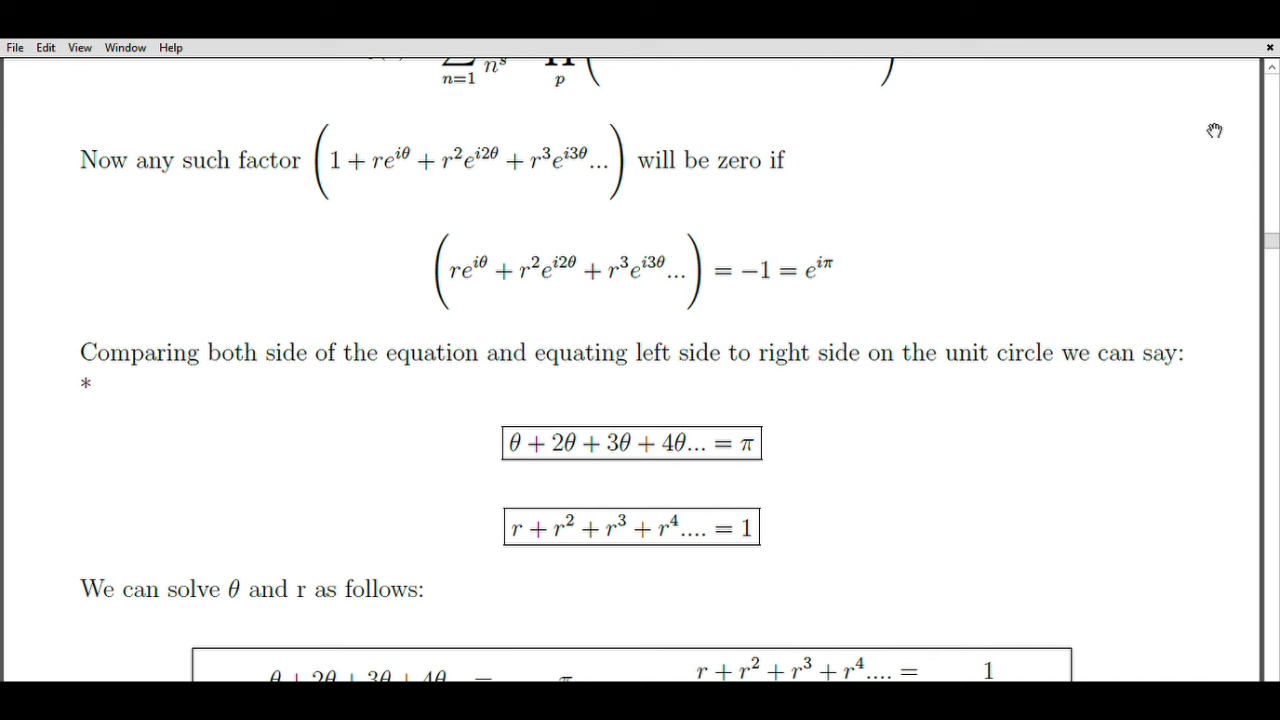 File Edit View Window Help ×
n=1 n^s p ( )
Now any such factor (1 + re^{iθ} + r^2e^{i2θ} + r^3e^{i3θ}...) will be zero if
(re^{iθ} + r^2e^{i2θ} + r^3e^{i3θ}...) = −1 = e^{iπ}
Comparing both side of the equation and equating left side to right side on the unit circle we can say:
*
θ + 2θ + 3θ + 4θ... = π
r + r^2 + r^3 + r^4.... = 1
We can solve θ and r as follows:
θ + 2θ + 3θ + 4θ = π r + r^2 + r^3 + r^4.... = 1